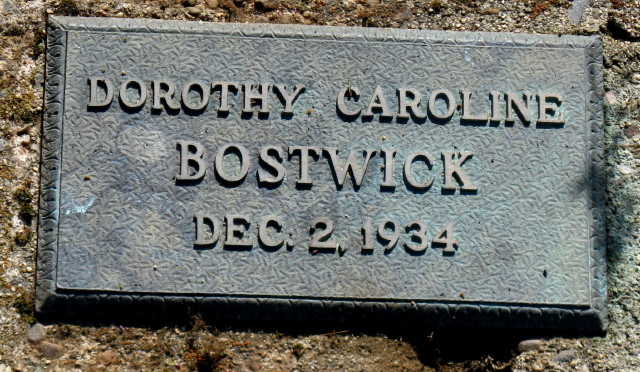 DOROTHY CAROLINE
BOSTWICK
DEC. 2, 1934